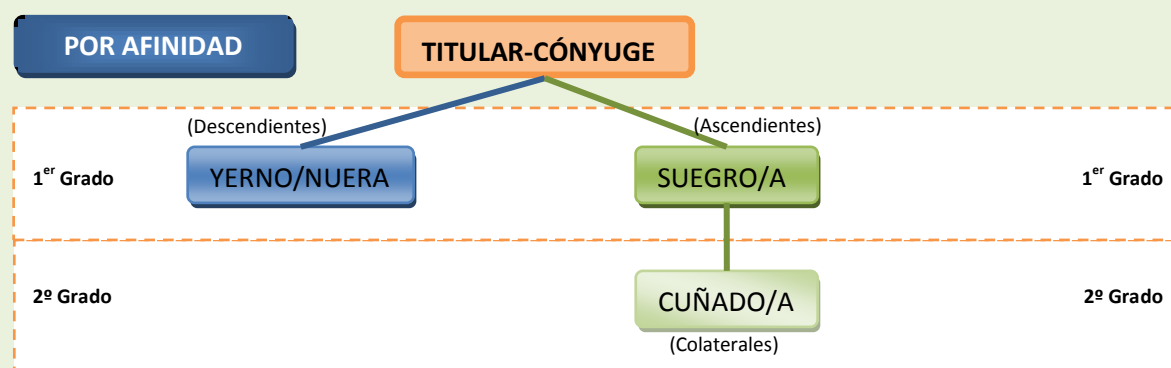 POR AFINIDAD
TITULAR-CÓNYUGE
(Descendientes)
(Ascendientes)
1er Grado
YERNO/NUERA
SUEGRO/A
1er Grado
2º Grado
CUÑADO/A
2º Grado
(Colaterales)